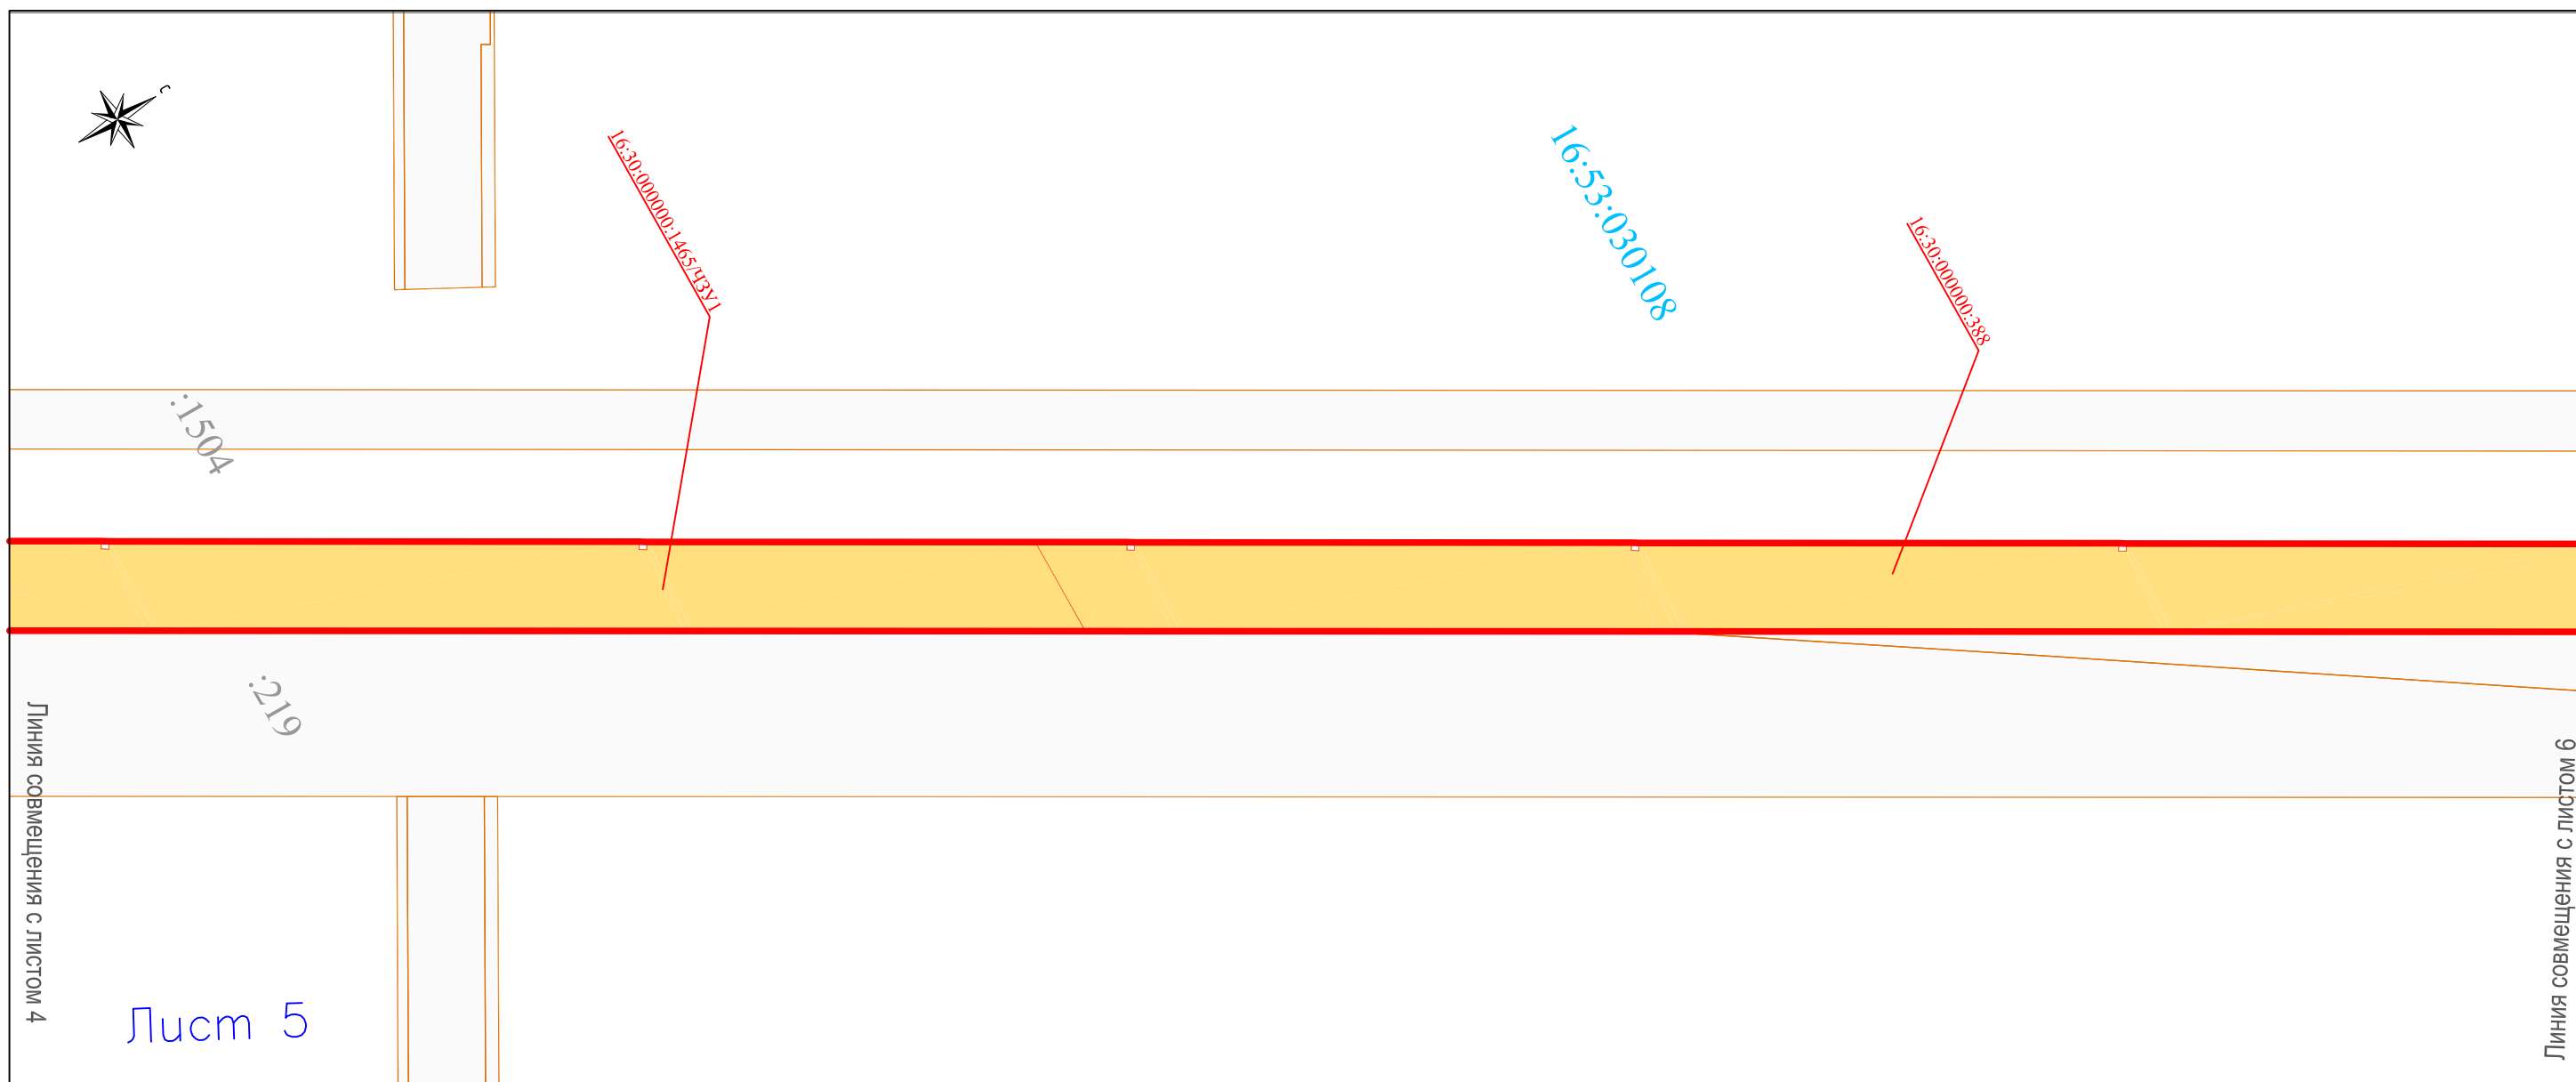 С
16:30:000000:1465/ЧЗУ1
16:53:030108
16:30:000000:388
:1504
:219
Линия совмещения с листом 4
Линия совмещения с листом 6
Лист 5